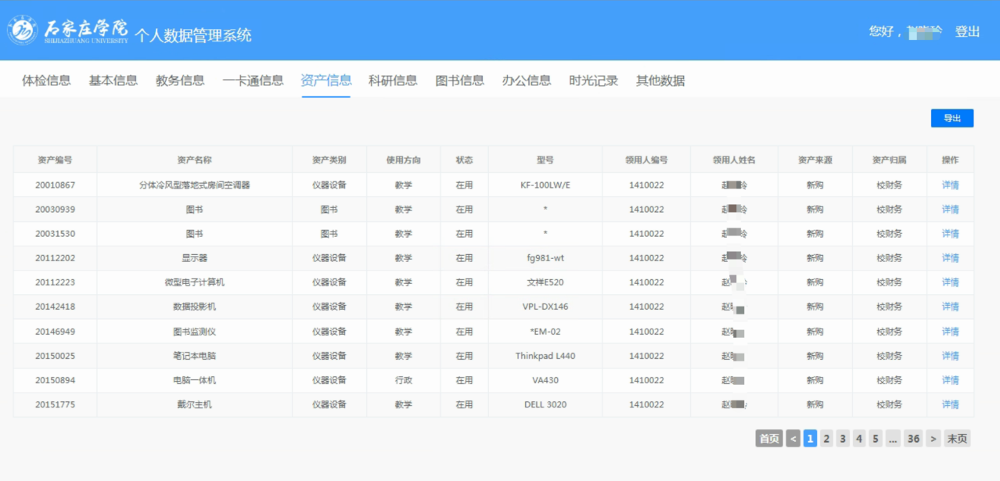 石家庄学院
SHIJIAZHUANG UNIVERSITY
个人数据管理系统
您好， 登出
体检信息 基本信息 教务信息 一卡通信息 资产信息 科研信息 图书信息 办公信息 时光记录 其他数据
导出
资产编号 资产名称 资产类别 使用方向 状态 型号 领用人编号 领用人姓名 资产来源 资产归属 操作
20010867 分体冷风型落地式房间空调器 仪器设备 教学 在用 KF-100LW/E 1410022 新购 校财务 详情
20030939 图书 图书 教学 在用 * 1410022 新购 校财务 详情
20031530 图书 图书 教学 在用 * 1410022 新购 校财务 详情
20112202 显示器 仪器设备 教学 在用 fg981-wt 1410022 新购 校财务 详情
20112223 微型电子计算机 仪器设备 教学 在用 文祥E520 1410022 赵 新购 校财务 详情
20142418 数据投影机 仪器设备 教学 在用 VPL-DX146 1410022 赵 新购 校财务 详情
20146949 图书监测仪 仪器设备 教学 在用 *EM-02 1410022 赵 新购 校财务 详情
20150025 笔记本电脑 仪器设备 教学 在用 Thinkpad L440 1410022 赵 新购 校财务 详情
20150894 电脑一体机 仪器设备 行政 在用 VA430 1410022 赵 新购 校财务 详情
20151775 戴尔主机 仪器设备 教学 在用 DELL 3020 1410022 赵 新购 校财务 详情
首页 < 1 2 3 4 5 ... 36 > 末页